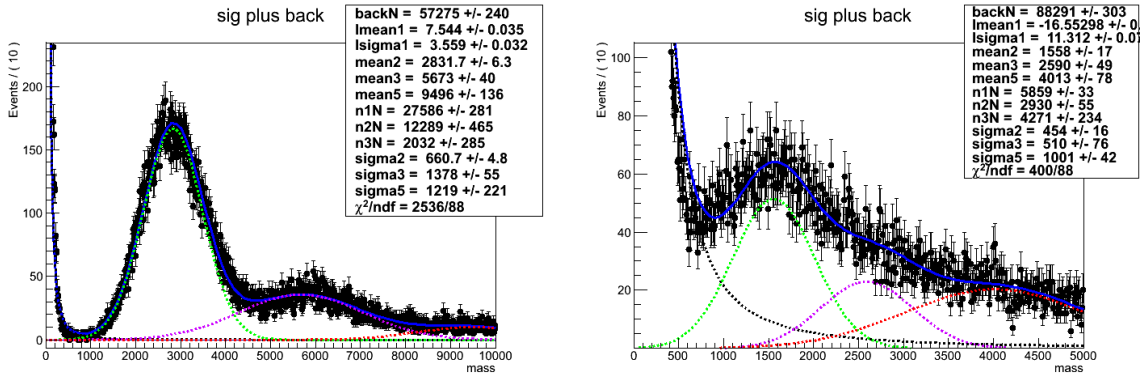 sig plus back
backN = 57275 +/- 240
lmean1 = 7.544 +/- 0.035
lsigma1 = 3.559 +/- 0.032
mean2 = 2831.7 +/- 6.3
mean3 = 5673 +/- 40
mean5 = 9496 +/- 136
n1N = 27586 +/- 281
n2N = 12289 +/- 465
n3N = 2032 +/- 285
sigma2 = 660.7 +/- 4.8
sigma3 = 1378 +/- 55
sigma5 = 1219 +/- 221
χ²/ndf = 2536/88
Events / ( 10 )
200
150
100
50
0
0 1000 2000 3000 4000 5000 6000 7000 8000 9000 10000
mass
sig plus back
backN = 88291 +/- 303
lmean1 = -16.55298 +/- 0.
lsigma1 = 11.312 +/- 0.0
mean2 = 1558 +/- 17
mean3 = 2590 +/- 49
mean5 = 4013 +/- 78
n1N = 5859 +/- 33
n2N = 2930 +/- 55
n3N = 4271 +/- 234
sigma2 = 454 +/- 16
sigma3 = 510 +/- 76
sigma5 = 1001 +/- 42
χ²/ndf = 400/88
Events / ( 10 )
100
80
60
40
20
0 500 1000 1500 2000 2500 3000 3500 4000 4500 5000
mass